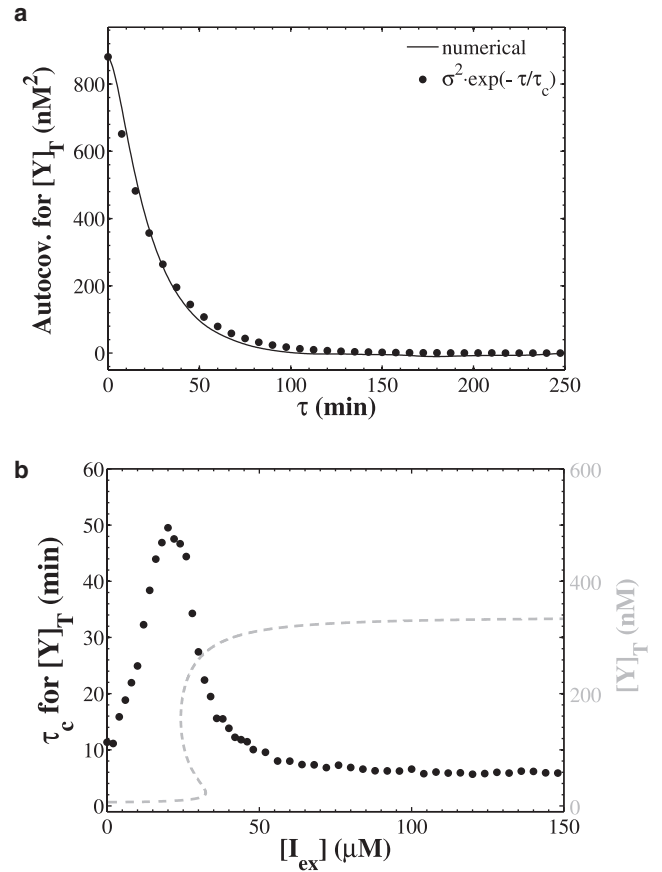 a
Autocov. for [Y]T (nM2)
800
600
400
200
0
numerical
σ2·exp(- τ/τc)
0 50 100 150 200 250
τ (min)
b
τc for [Y]T (min)
60
50
40
30
20
10
0
600
400
200
0
[Y]T (nM)
0 50 100 150
[Iex] (μM)